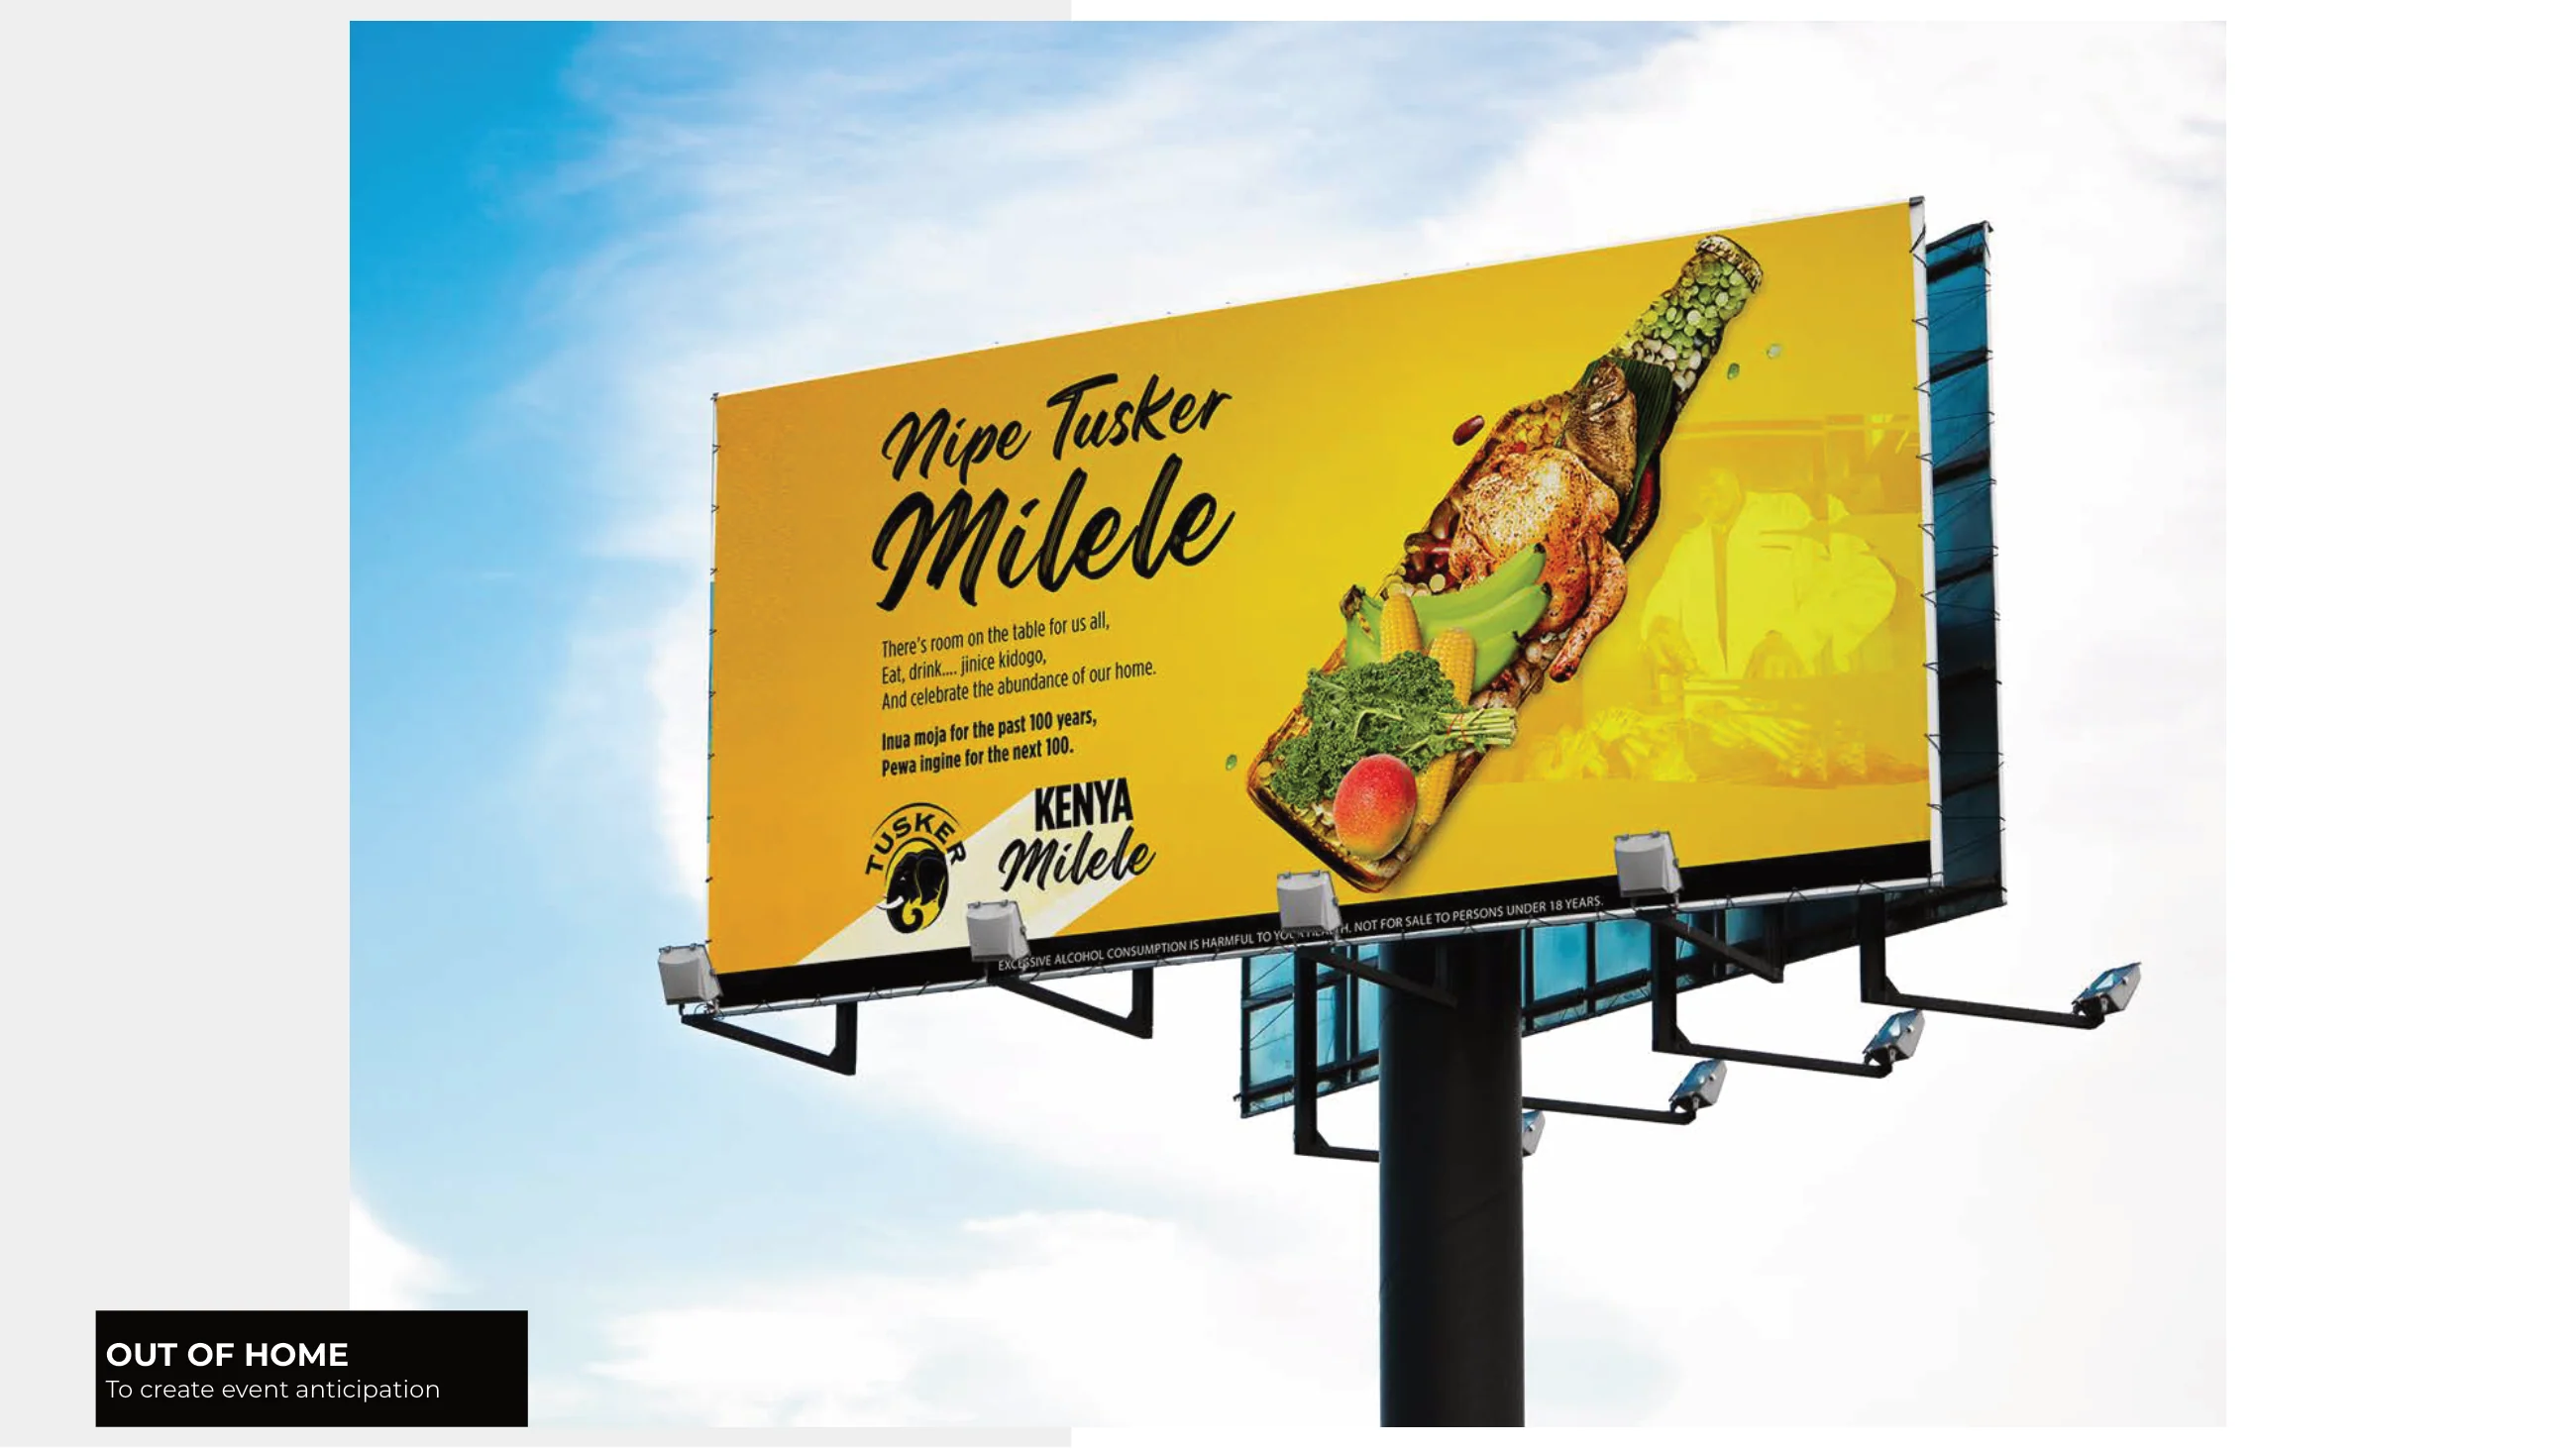 Nipe Tusker
Milele
There's room on the table for us all,
Eat, drink.... jinice kidogo,
And celebrate the abundance of our home.
Inua moja for the past 100 years,
Pewa ingine for the next 100.
TUSKER
KENYA
Milele
EXCESSIVE ALCOHOL CONSUMPTION IS HARMFUL TO YOUR HEALTH. NOT FOR SALE TO PERSONS UNDER 18 YEARS.
OUT OF HOME
To create event anticipation